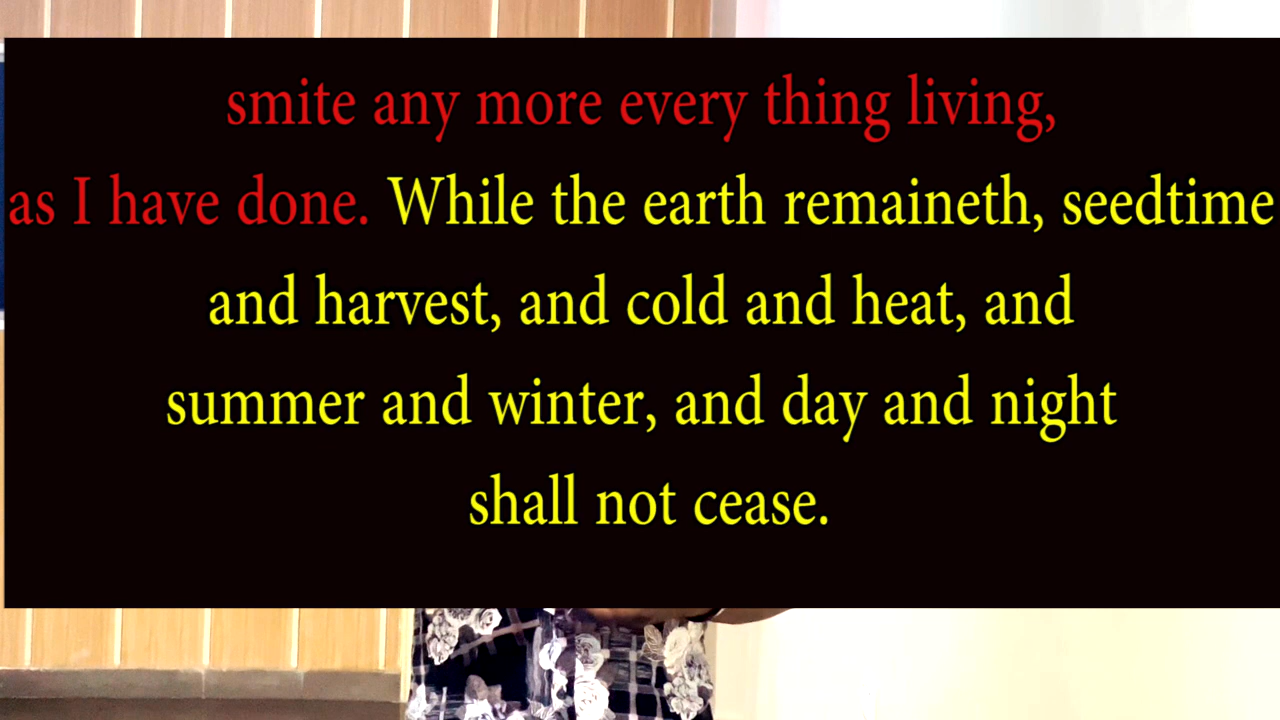 smite any more every thing living,
as I have done. While the earth remaineth, seedtime
and harvest, and cold and heat, and
summer and winter, and day and night
shall not cease.